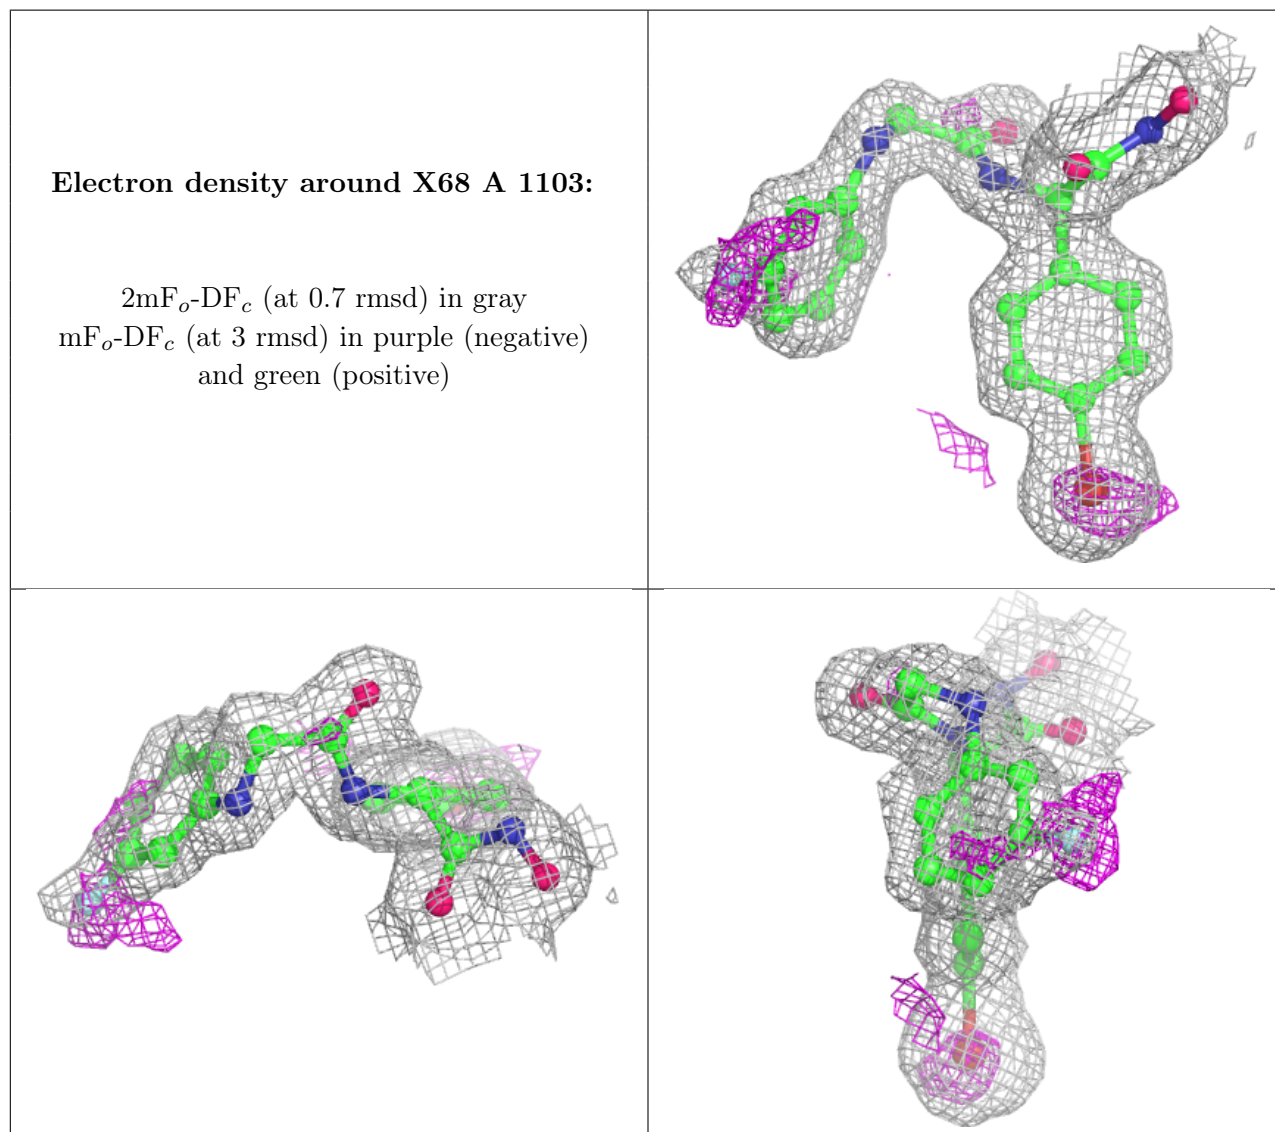 Electron density around X68 A 1103:
2mFo-DFc (at 0.7 rmsd) in gray
mFo-DFc (at 3 rmsd) in purple (negative)
and green (positive)